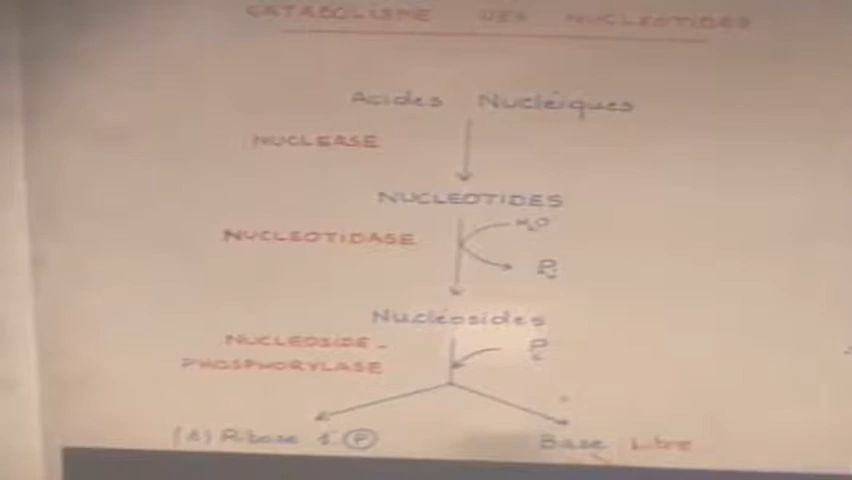 CATABOLISME DES NUCLEOTIDES
Acides Nucléiques
NUCLEASE
NUCLEOTIDES
H2O
NUCLEOTIDASE
Pi
Nucléosides
NUCLEOSIDE-
PHOSPHORYLASE
Pi
(d) Ribose 1 P
Base Libre